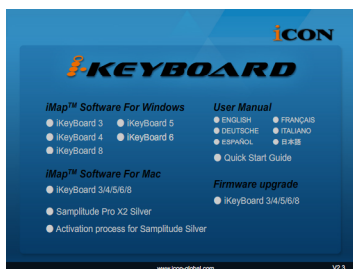 iCON
i-KEYBOARD
iMap™ Software For Windows
iKeyBoard 3
iKeyBoard 5
iKeyBoard 4
iKeyBoard 6
iKeyBoard 8
iMap™ Software For Mac
iKeyBoard 3/4/5/6/8
Samplitude Pro X2 Silver
Activation process for Samplitude Silver
User Manual
ENGLISH
FRANÇAIS
DEUTSCHE
ITALIANO
ESPAÑOL
日本語
Quick Start Guide
Firmware upgrade
iKeyBoard 3/4/5/6/8
www.icon-global.com
V2.3